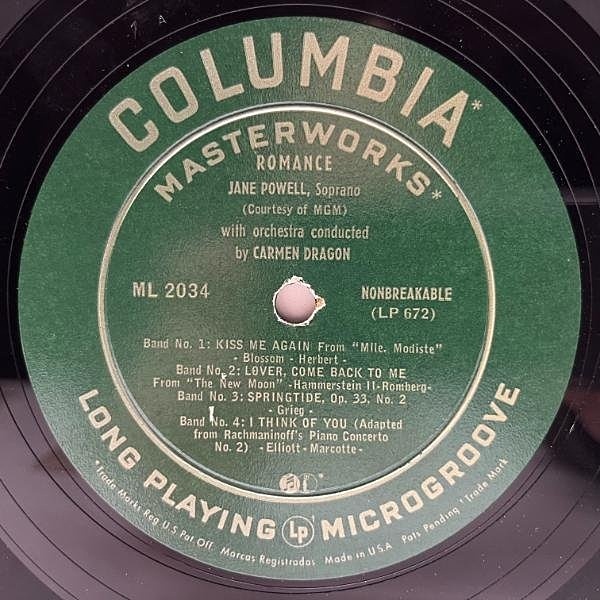 COLUMBIA*
MASTERWORKS*
ROMANCE
JANE POWELL, Soprano
(Courtesy of MGM)
with orchestra conducted
by CARMEN DRAGON
ML 2034
NONBREAKABLE
(LP 672)
Band No. 1: KISS ME AGAIN From "Mlle. Modiste"
- Blossom - Herbert -
Band No. 2: LOVER, COME BACK TO ME
From "The New Moon" -Hammerstein II-Romberg-
Band No. 3: SPRINGTIDE, Op. 33, No. 2
- Grieg -
Band No. 4: I THINK OF YOU (Adapted
from Rachmaninoff's Piano Concerto
No. 2) -Elliott-Marcotte-
LONG PLAYING Lp MICROGROOVE
*Trade Marks Reg U S Pat. Off. Marcas Registradas Made in U.S.A Pats Pending *Trade Mark